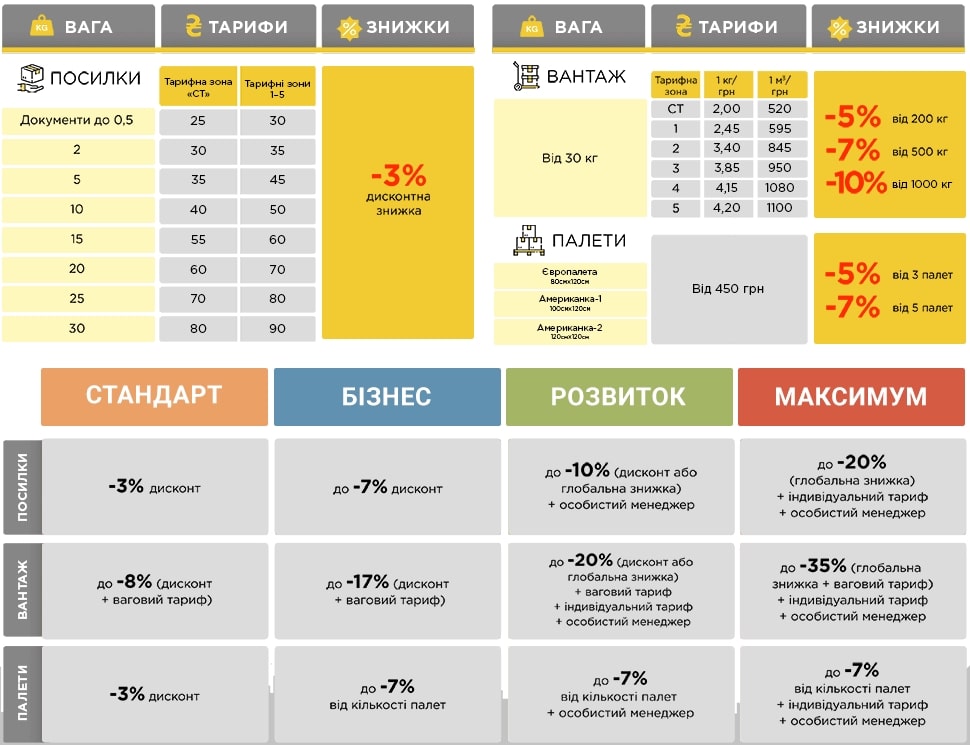 KG ВАГА
₴ ТАРИФИ
% ЗНИЖКИ
ПОСИЛКИ
Тарифна зона
«СТ»
Тарифні зони
1–5
Документи до 0,5 25 30
2 30 35
5 35 45
10 40 50
15 55 60
20 60 70
25 70 80
30 80 90
-3%
дисконтна
знижка
KG ВАГА
₴ ТАРИФИ
% ЗНИЖКИ
ВАНТАЖ
Тарифна
зона
1 кг/
грн
1 м³/
грн
Від 30 кг
СТ 2,00 520
1 2,45 595
2 3,40 845
3 3,85 950
4 4,15 1080
5 4,20 1100
-5% від 200 кг
-7% від 500 кг
-10% від 1000 кг
ПАЛЕТИ
Європалета
80смх120см
Американка-1
100смх120см
Американка-2
120смх120см
Від 450 грн
-5% від 3 палет
-7% від 5 палет
СТАНДАРТ
БІЗНЕС
РОЗВИТОК
МАКСИМУМ
ПОСИЛКИ
-3% дисконт
до -7% дисконт
до -10% (дисконт або
глобальна знижка)
+ особистий менеджер
до -20%
(глобальна знижка)
+ індивідуальний тариф
+ особистий менеджер
ВАНТАЖ
до -8% (дисконт
+ ваговий тариф)
до -17% (дисконт
+ ваговий тариф)
до -20% (дисконт або
глобальна знижка)
+ ваговий тариф
+ індивідуальний тариф
+ особистий менеджер
до -35% (глобальна
знижка + ваговий тариф)
+ індивідуальний тариф
+ особистий менеджер
ПАЛЕТИ
-3% дисконт
до -7%
від кількості палет
до -7%
від кількості палет
+ особистий менеджер
до -7%
від кількості палет
+ індивідуальний тариф
+ особистий менеджер